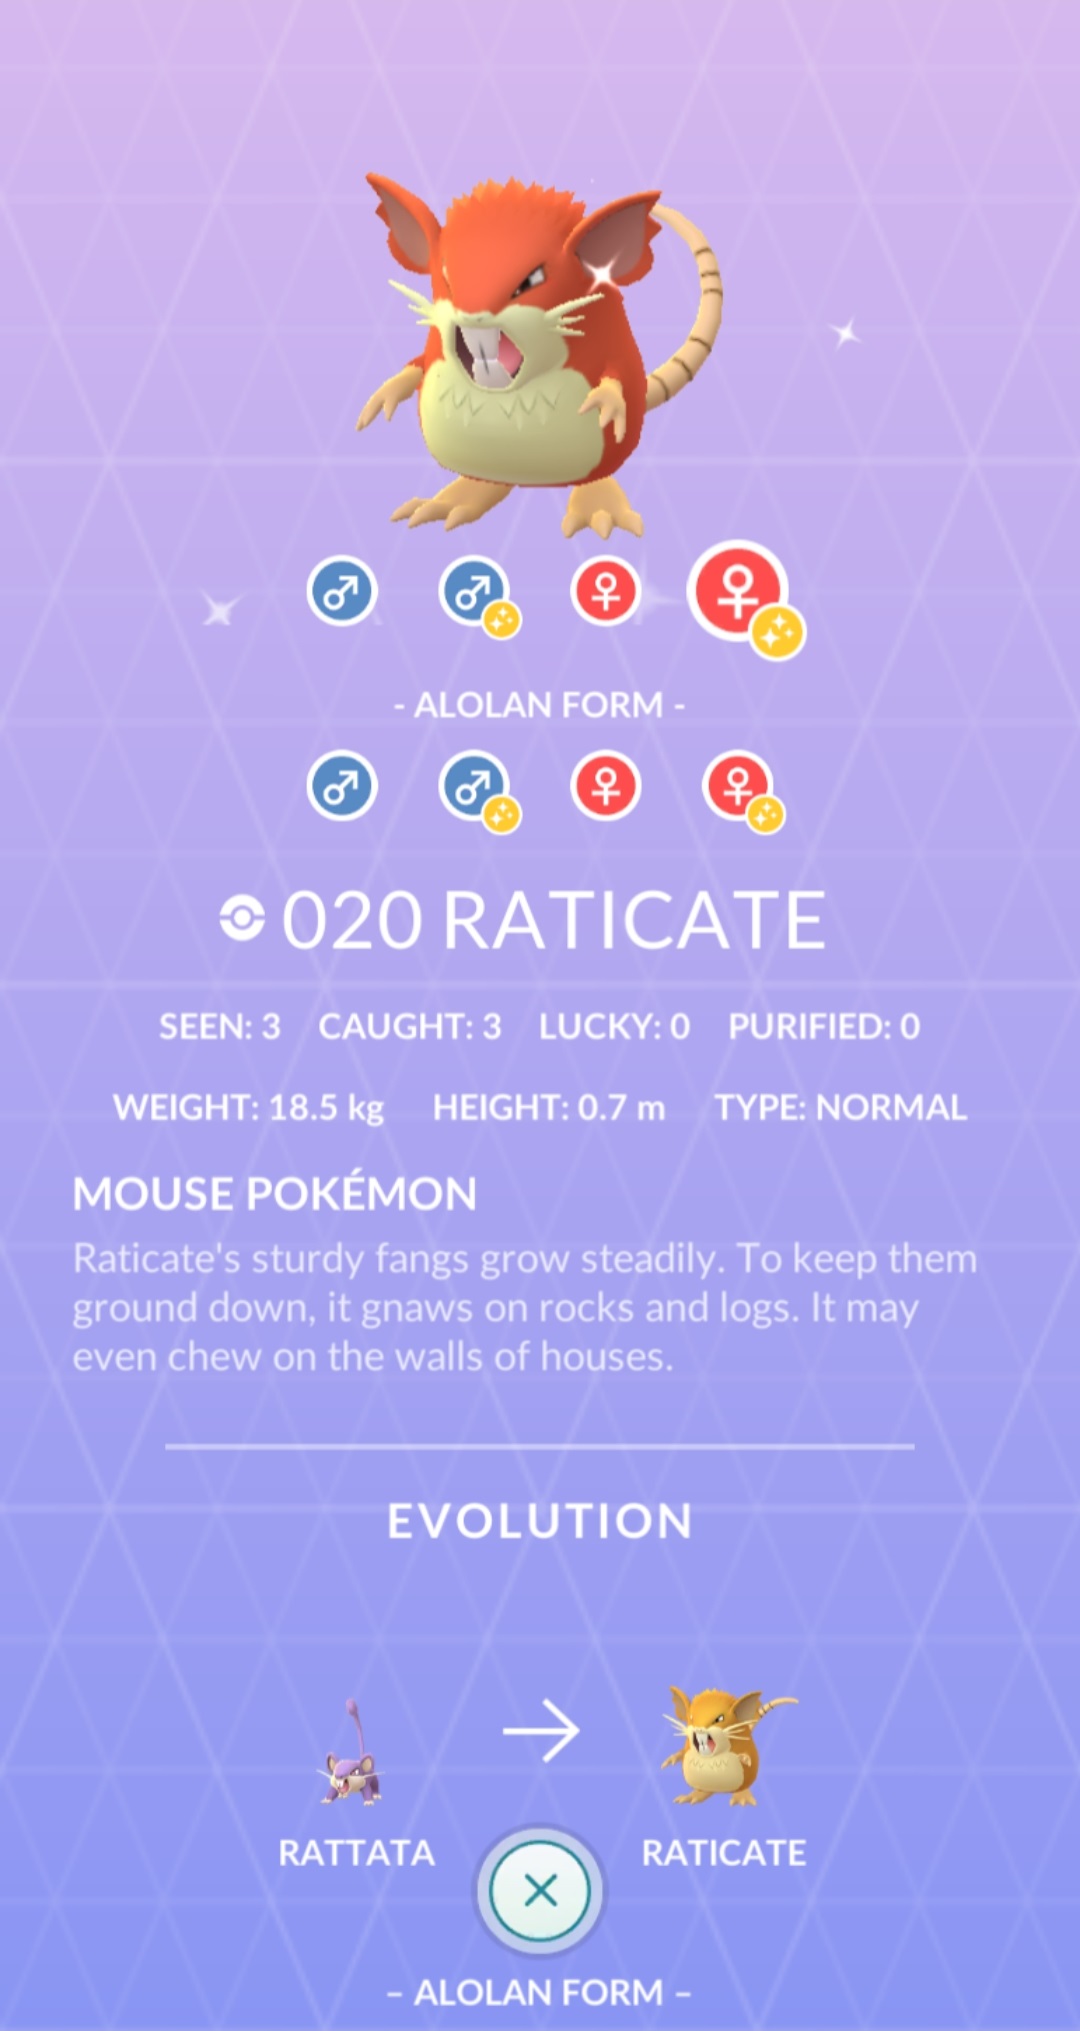 - ALOLAN FORM -
020 RATICATE
SEEN: 3 CAUGHT: 3 LUCKY: 0 PURIFIED: 0
WEIGHT: 18.5 kg HEIGHT: 0.7 m TYPE: NORMAL
MOUSE POKÉMON
Raticate's sturdy fangs grow steadily. To keep them
ground down, it gnaws on rocks and logs. It may
even chew on the walls of houses.
EVOLUTION
RATTATA RATICATE
- ALOLAN FORM -